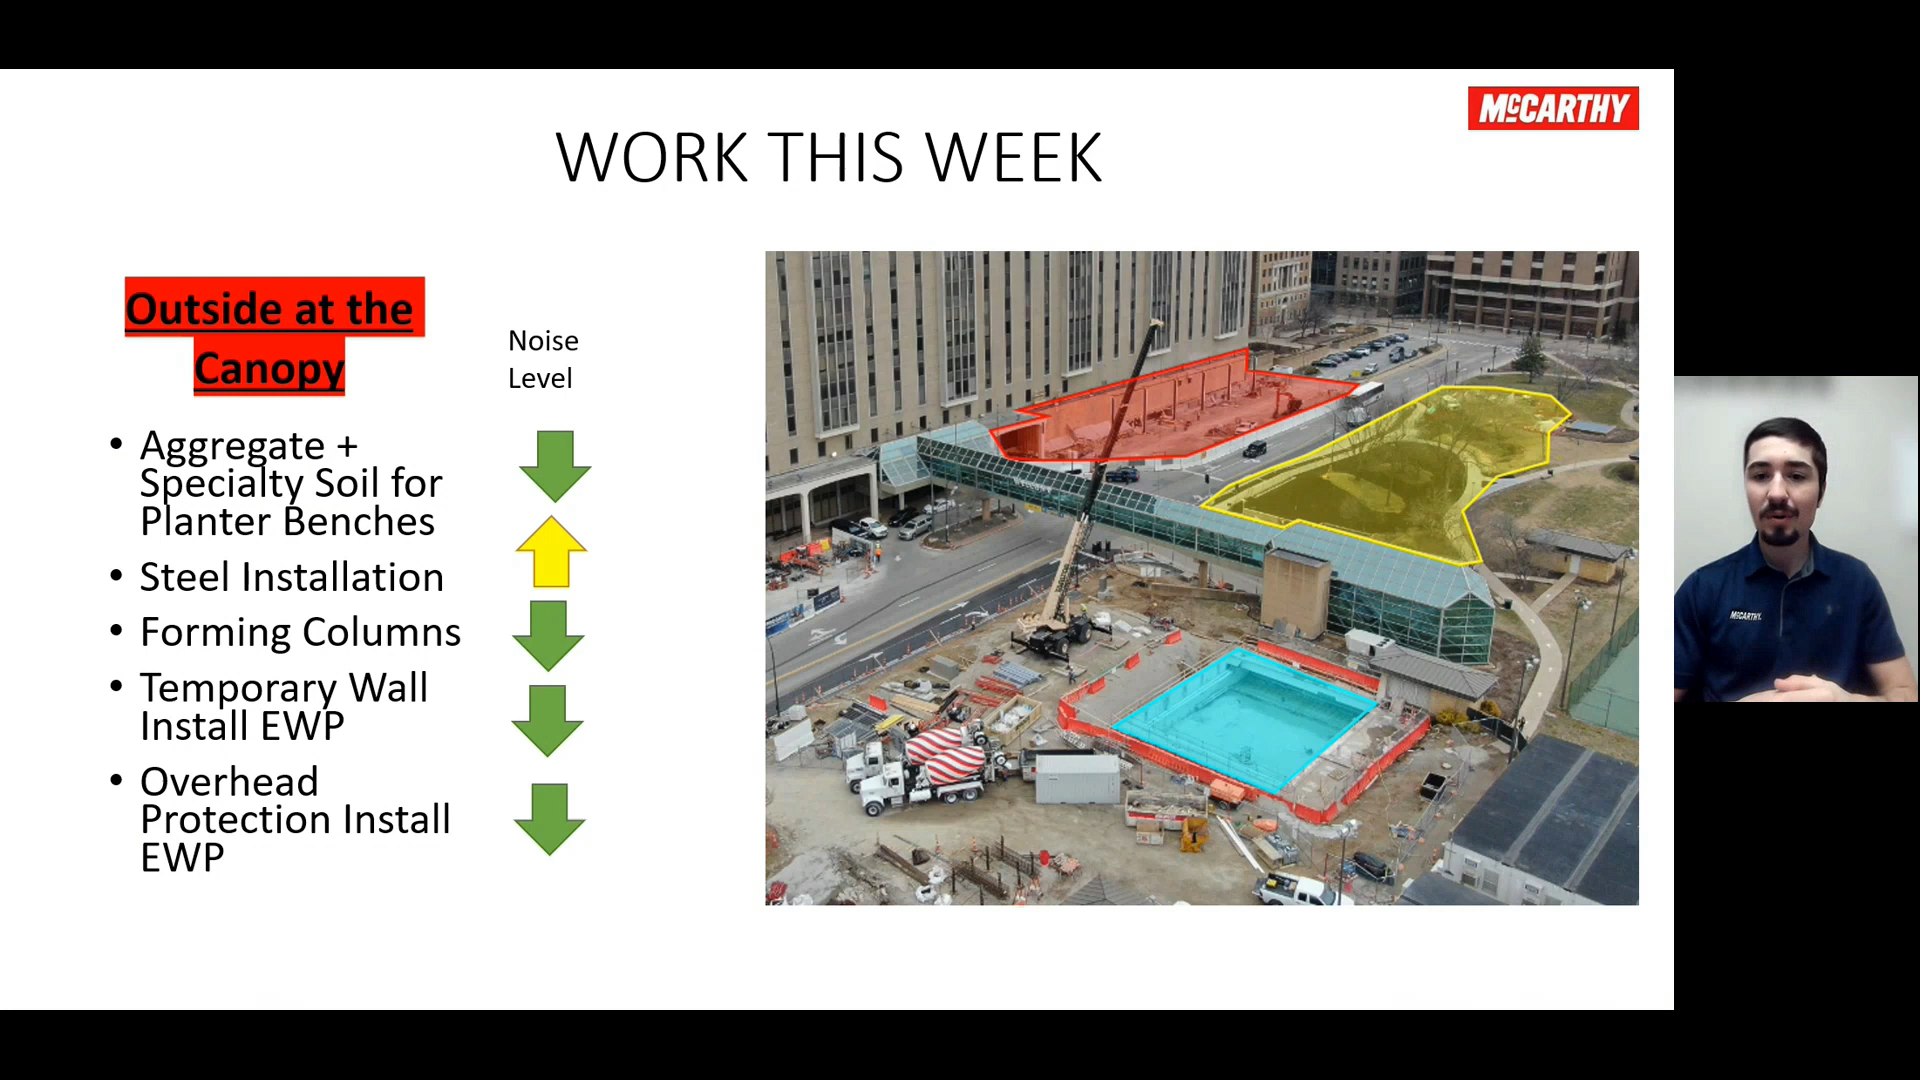 McCARTHY
WORK THIS WEEK
Outside at the
Canopy
Noise
Level
• Aggregate +
Specialty Soil for
Planter Benches
• Steel Installation
• Forming Columns
• Temporary Wall
Install EWP
• Overhead
Protection Install
EWP
McCARTHY